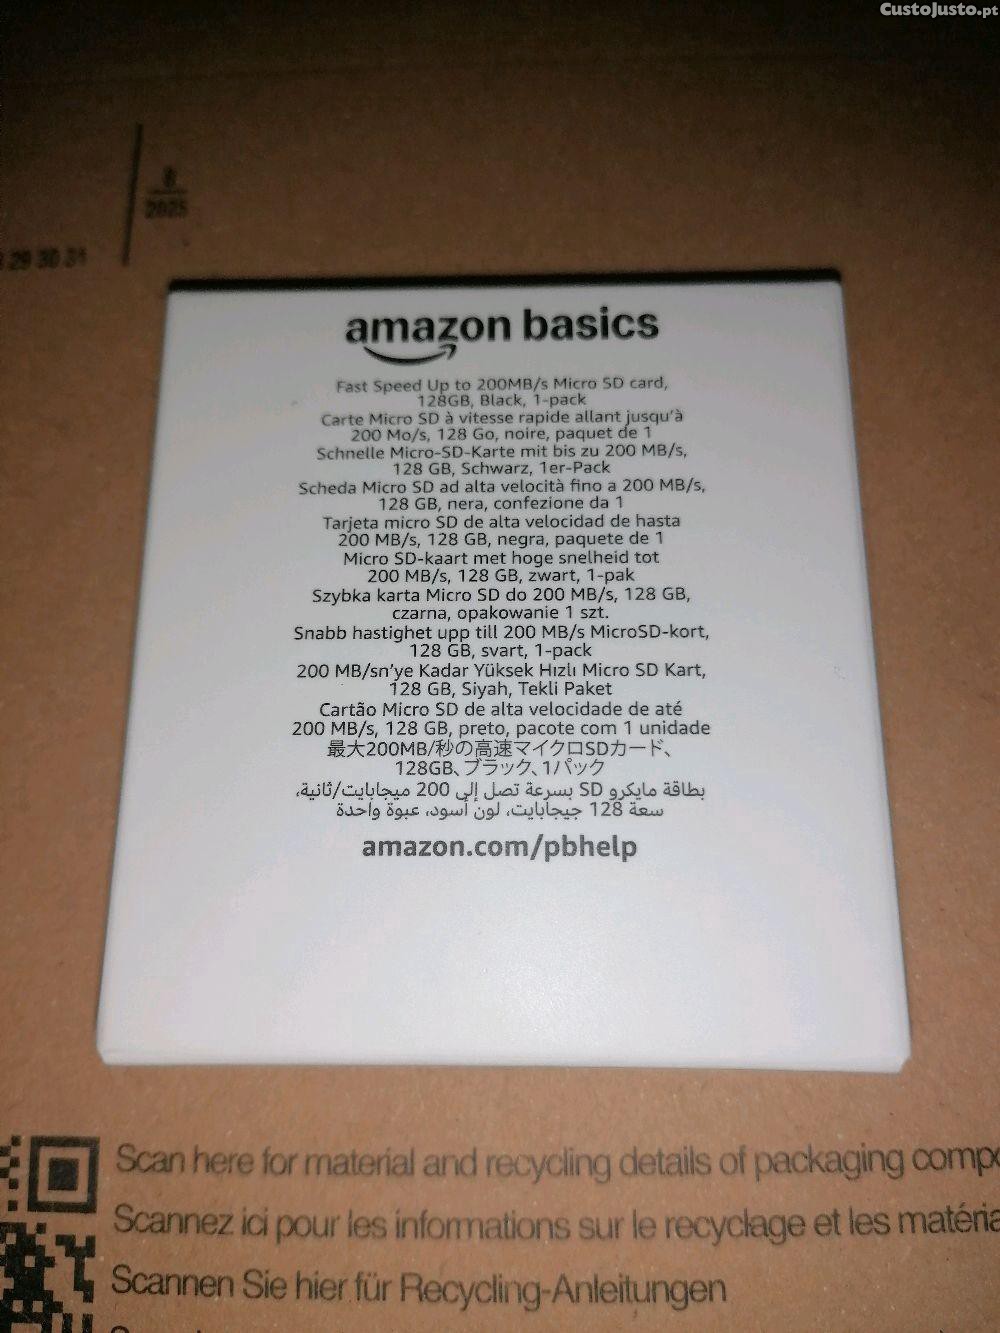 CustoJusto.pt
8
2025
29 30 31
amazon basics
Fast Speed Up to 200MB/s Micro SD card,
128GB, Black, 1-pack
Carte Micro SD à vitesse rapide allant jusqu'à
200 Mo/s, 128 Go, noire, paquet de 1
Schnelle Micro-SD-Karte mit bis zu 200 MB/s,
128 GB, Schwarz, 1er-Pack
Scheda Micro SD ad alta velocità fino a 200 MB/s,
128 GB, nera, confezione da 1
Tarjeta micro SD de alta velocidad de hasta
200 MB/s, 128 GB, negra, paquete de 1
Micro SD-kaart met hoge snelheid tot
200 MB/s, 128 GB, zwart, 1-pak
Szybka karta Micro SD do 200 MB/s, 128 GB,
czarna, opakowanie 1 szt.
Snabb hastighet upp till 200 MB/s MicroSD-kort,
128 GB, svart, 1-pack
200 MB/sn'ye Kadar Yüksek Hızlı Micro SD Kart,
128 GB, Siyah, Tekli Paket
Cartão Micro SD de alta velocidade de até
200 MB/s, 128 GB, preto, pacote com 1 unidade
最大200MB/秒の高速マイクロSDカード、
128GB、ブラック、1パック
بطاقة مايكرو SD بسرعة تصل إلى 200 ميجابايت/ثانية،
سعة 128 جيجابايت، لون أسود، عبوة واحدة
amazon.com/pbhelp
Scan here for material and recycling details of packaging
Scannez ici pour les informations sur le recyclage et les
Scannen Sie hier für Recycling-Anleitungen